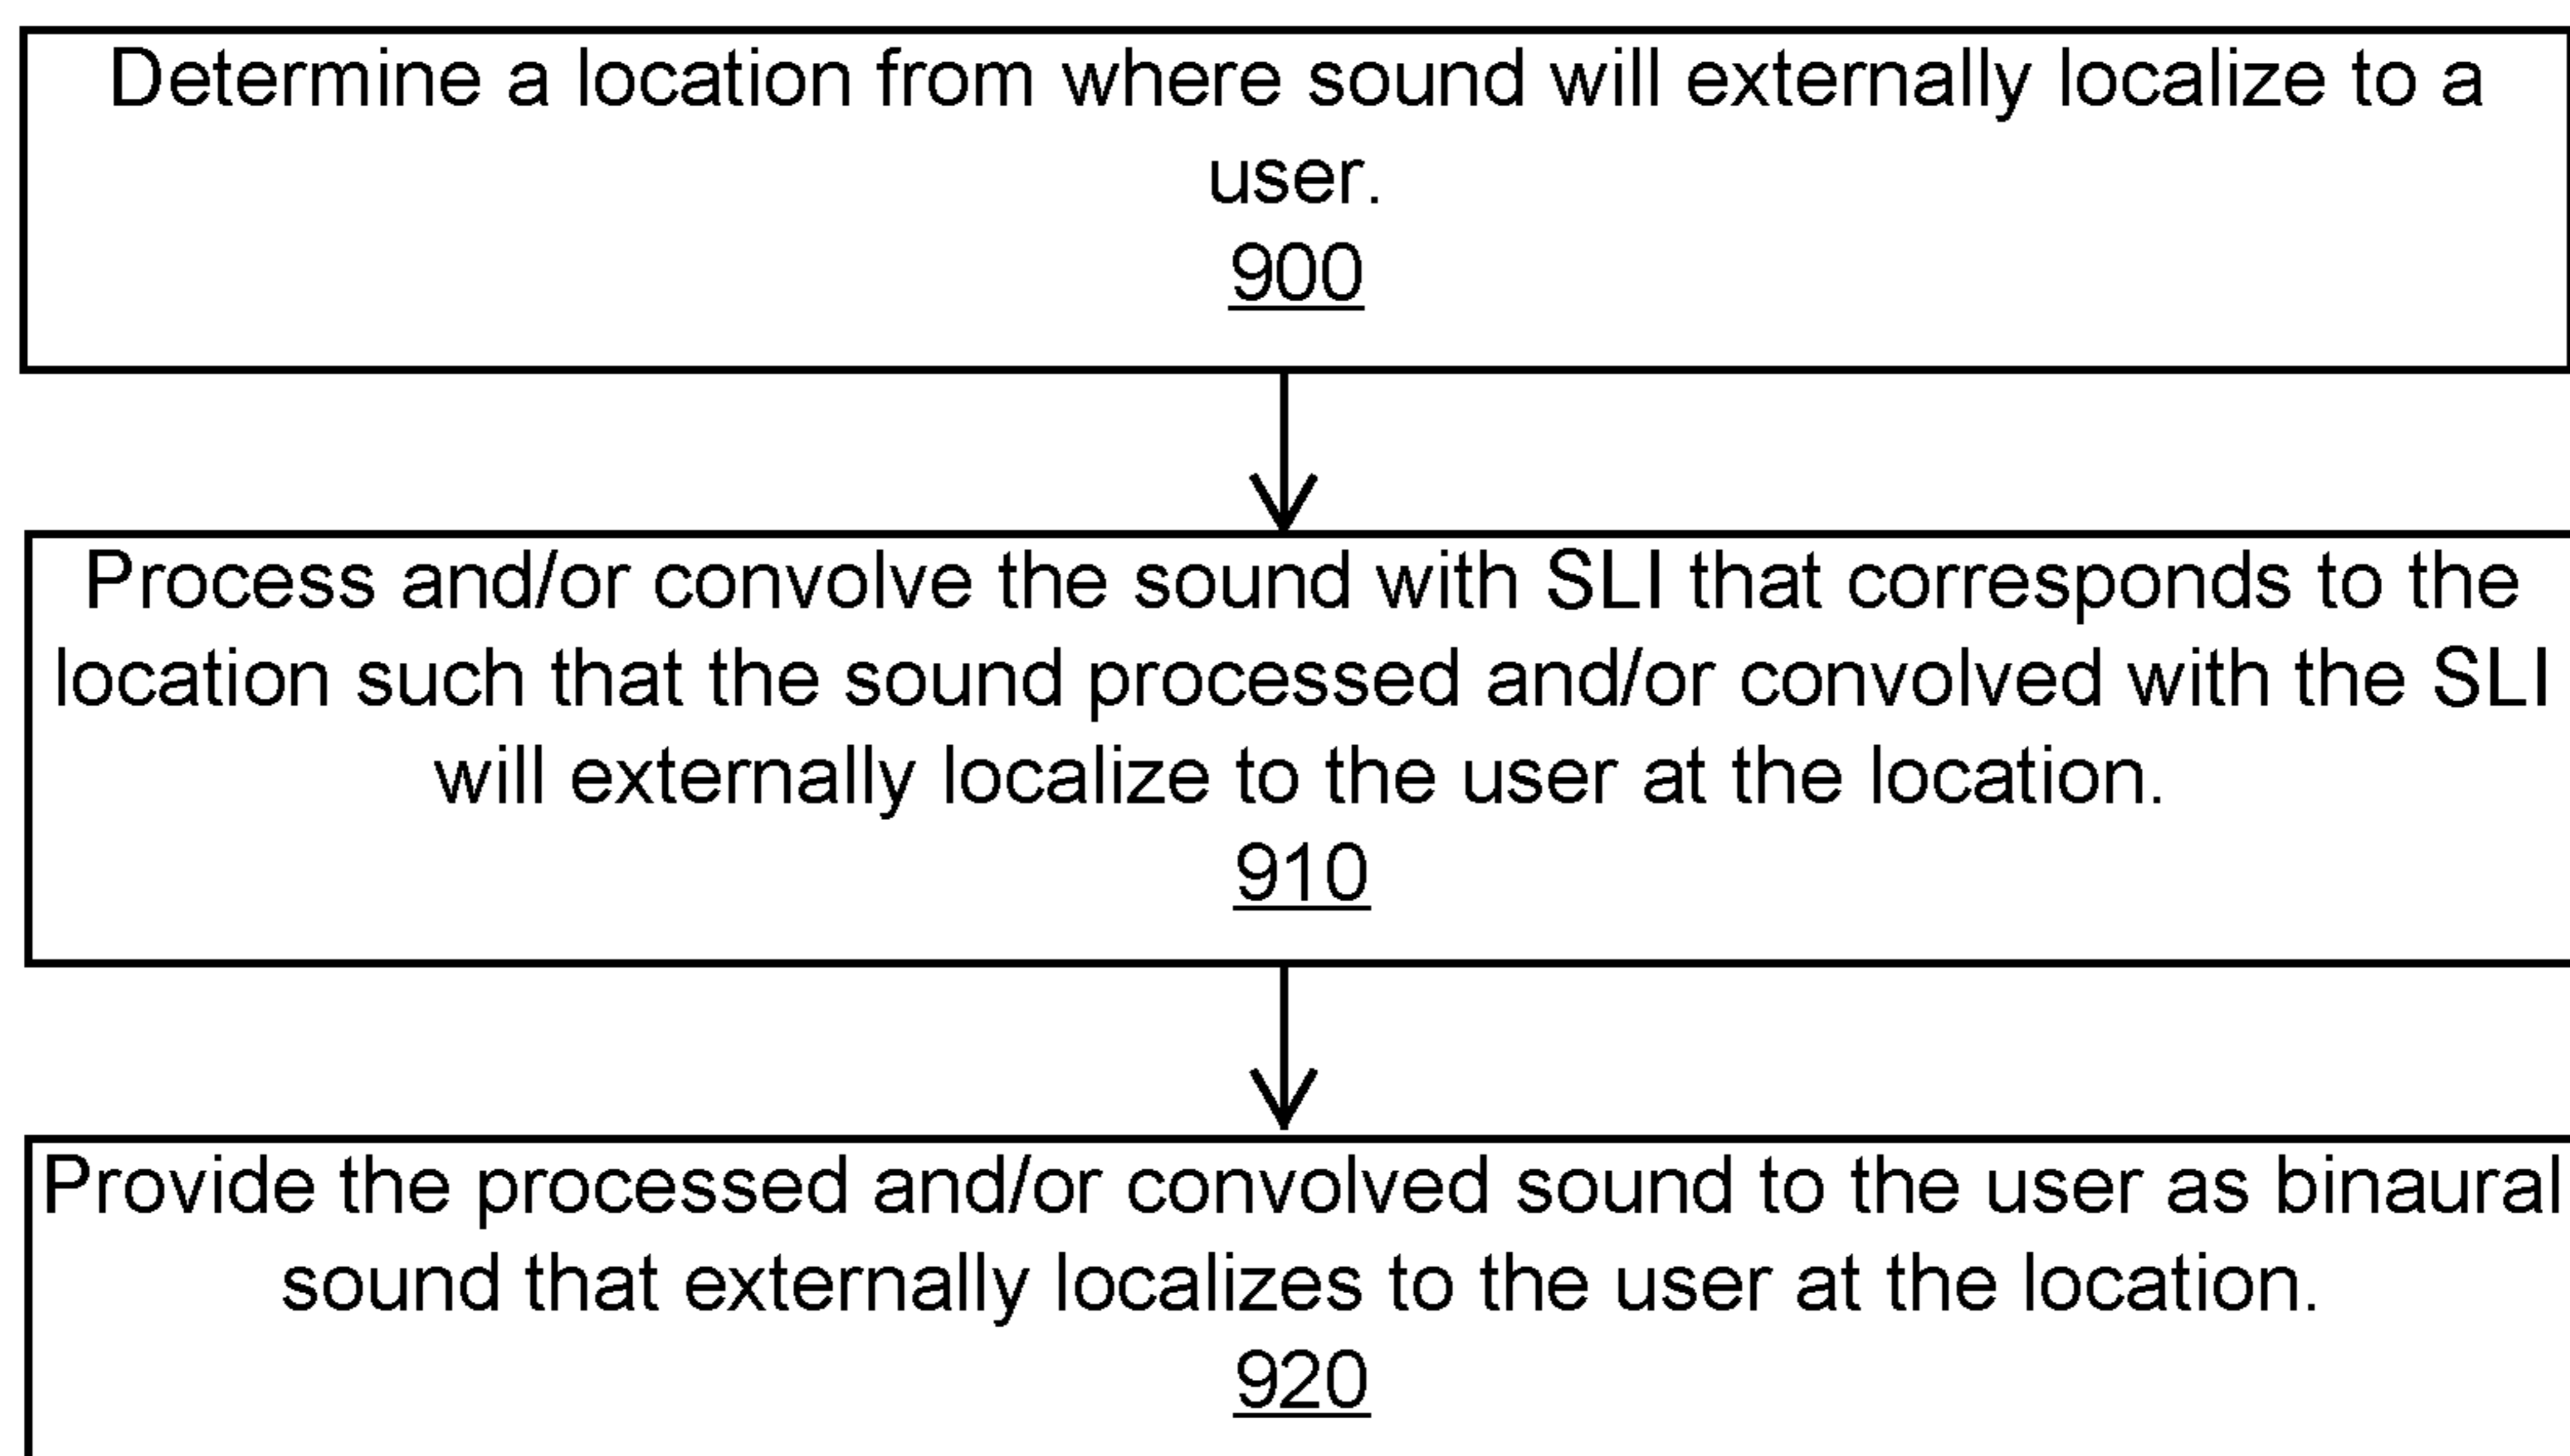 Determine a location from where sound will externally localize to a
user.
900
Process and/or convolve the sound with SLI that corresponds to the
location such that the sound processed and/or convolved with the SLI
will externally localize to the user at the location.
910
Provide the processed and/or convolved sound to the user as binaural
sound that externally localizes to the user at the location.
920